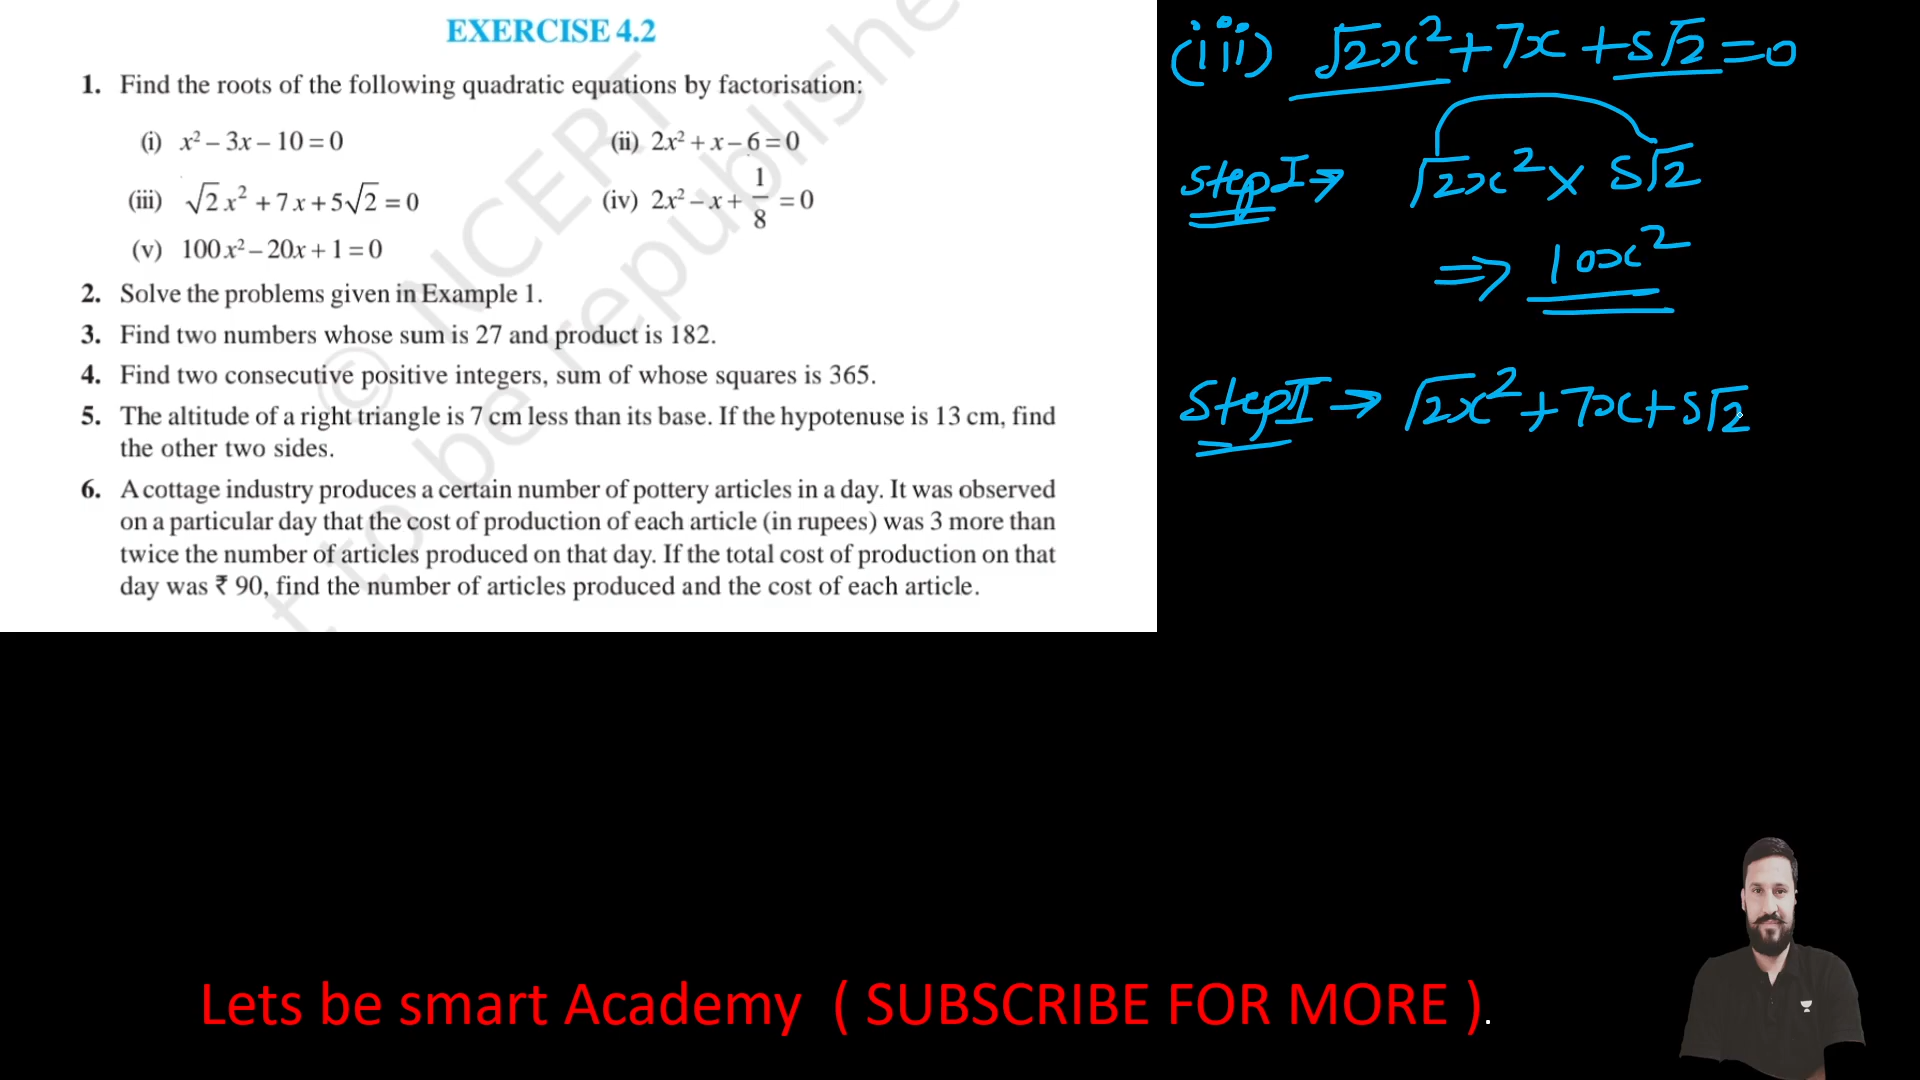 EXERCISE 4.2
1. Find the roots of the following quadratic equations by factorisation:
(i) x² – 3x – 10 = 0
(ii) 2x² + x – 6 = 0
(iii) √2 x² + 7x + 5√2 = 0
(iv) 2x² – x + 1/8 = 0
(v) 100x² – 20x + 1 = 0
2. Solve the problems given in Example 1.
3. Find two numbers whose sum is 27 and product is 182.
4. Find two consecutive positive integers, sum of whose squares is 365.
5. The altitude of a right triangle is 7 cm less than its base. If the hypotenuse is 13 cm, find
the other two sides.
6. A cottage industry produces a certain number of pottery articles in a day. It was observed
on a particular day that the cost of production of each article (in rupees) was 3 more than
twice the number of articles produced on that day. If the total cost of production on that
day was ₹ 90, find the number of articles produced and the cost of each article.
© NCERT
t to be republishe
(iii) √2x² + 7x + 5√2 = 0
Step I → √2x² × 5√2
⇒ 10x²
Step II → √2x² + 7x + 5√2
Lets be smart Academy ( SUBSCRIBE FOR MORE ).